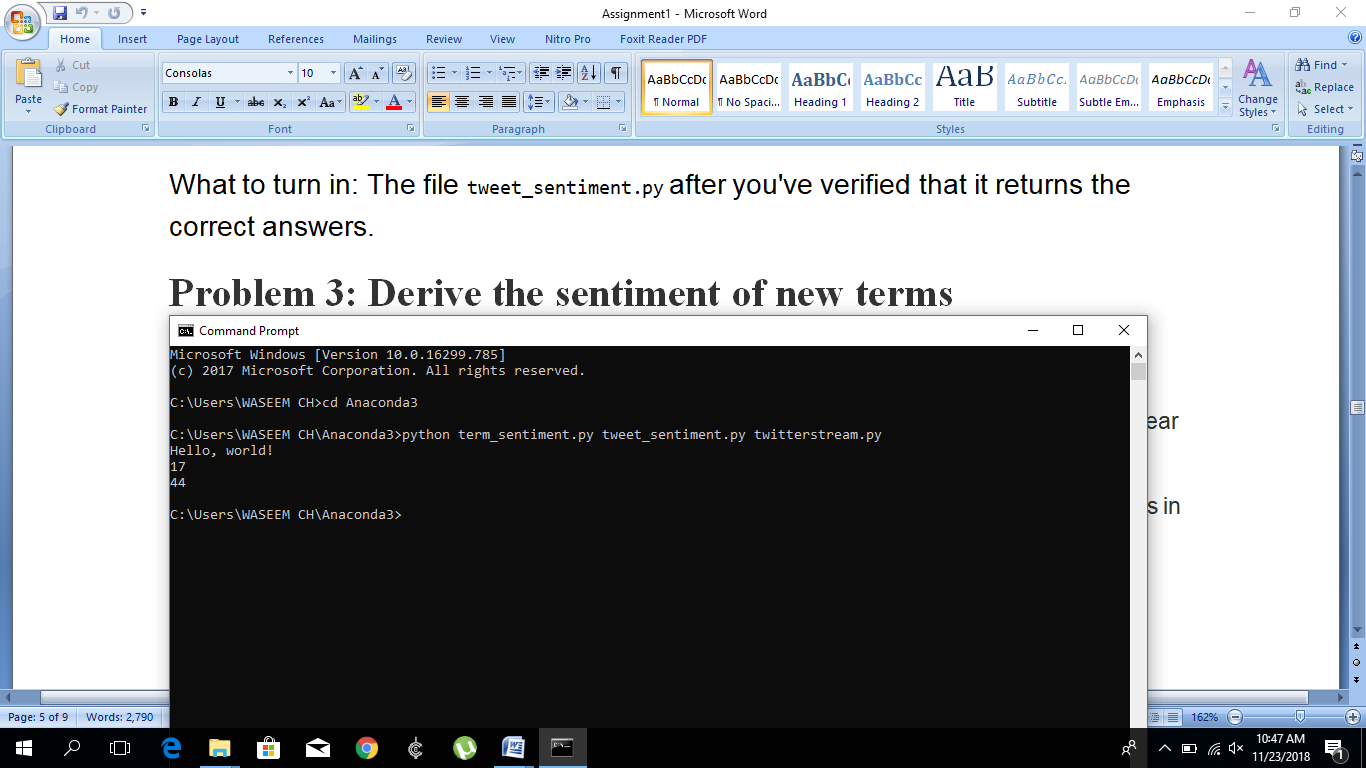 Assignment1 - Microsoft Word
Home Insert Page Layout References Mailings Review View Nitro Pro Foxit Reader PDF
Paste
Cut
Copy
Format Painter
Clipboard
Consolas 10
B I U abc x₂ x² Aa ab A
Font
Paragraph
AaBbCcDc AaBbCcDc AaBbC AaBbCc AaB AaBbCc. AaBbCcDc AaBbCcDc
¶ Normal ¶ No Spaci... Heading 1 Heading 2 Title Subtitle Subtle Em... Emphasis
Change Styles
Styles
Find
Replace
Select
Editing
What to turn in: The file tweet_sentiment.py after you've verified that it returns the
correct answers.
Problem 3: Derive the sentiment of new terms
Command Prompt
Microsoft Windows [Version 10.0.16299.785]
(c) 2017 Microsoft Corporation. All rights reserved.
C:\Users\WASEEM CH>cd Anaconda3
C:\Users\WASEEM CH\Anaconda3>python term_sentiment.py tweet_sentiment.py twitterstream.py
Hello, world!
17
44
C:\Users\WASEEM CH\Anaconda3>
ear
s in
Page: 5 of 9 Words: 2,790 162%
10:47 AM
11/23/2018
1